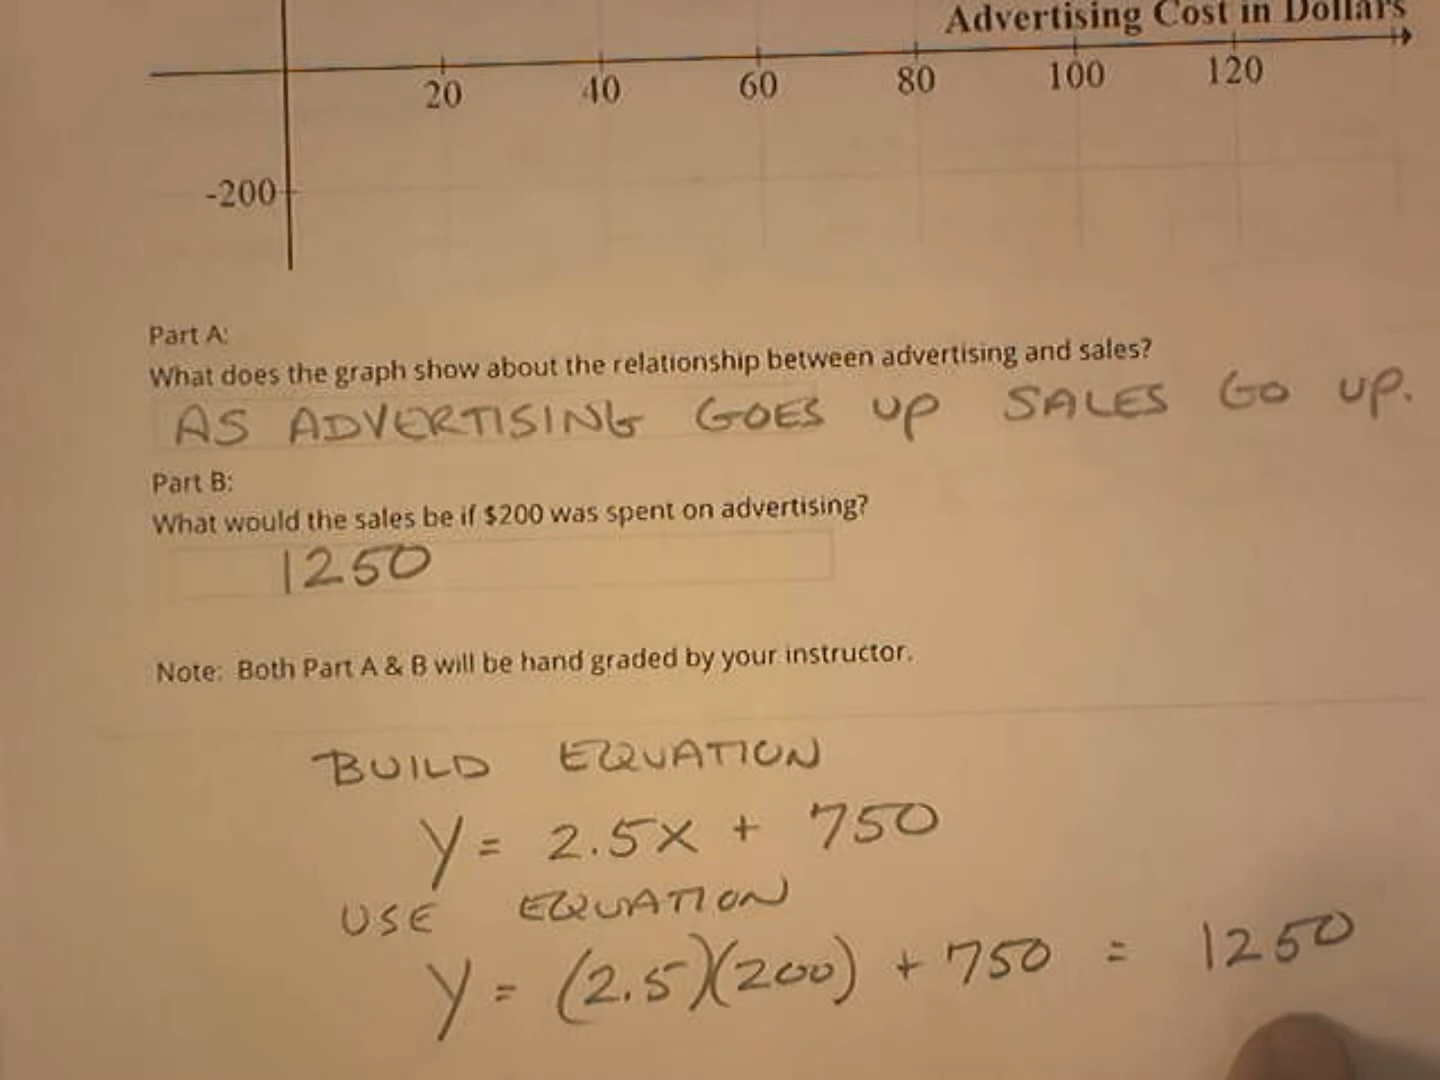 Advertising Cost in Dollars
20 40 60 80 100 120
-200
Part A:
What does the graph show about the relationship between advertising and sales?
AS ADVERTISING GOES UP SALES GO UP.
Part B:
What would the sales be if $200 was spent on advertising?
1250
Note: Both Part A & B will be hand graded by your instructor.
BUILD EQUATION
Y = 2.5X + 750
USE EQUATION
Y = (2.5)(200) + 750 = 1250